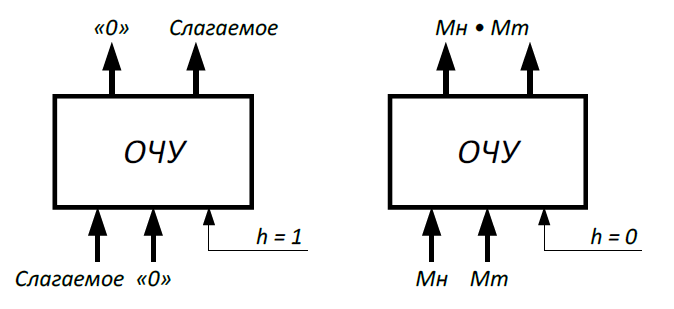 «0» Слагаемое Мн • Мт
ОЧУ ОЧУ
h = 1 h = 0
Слагаемое «0» Мн Мт